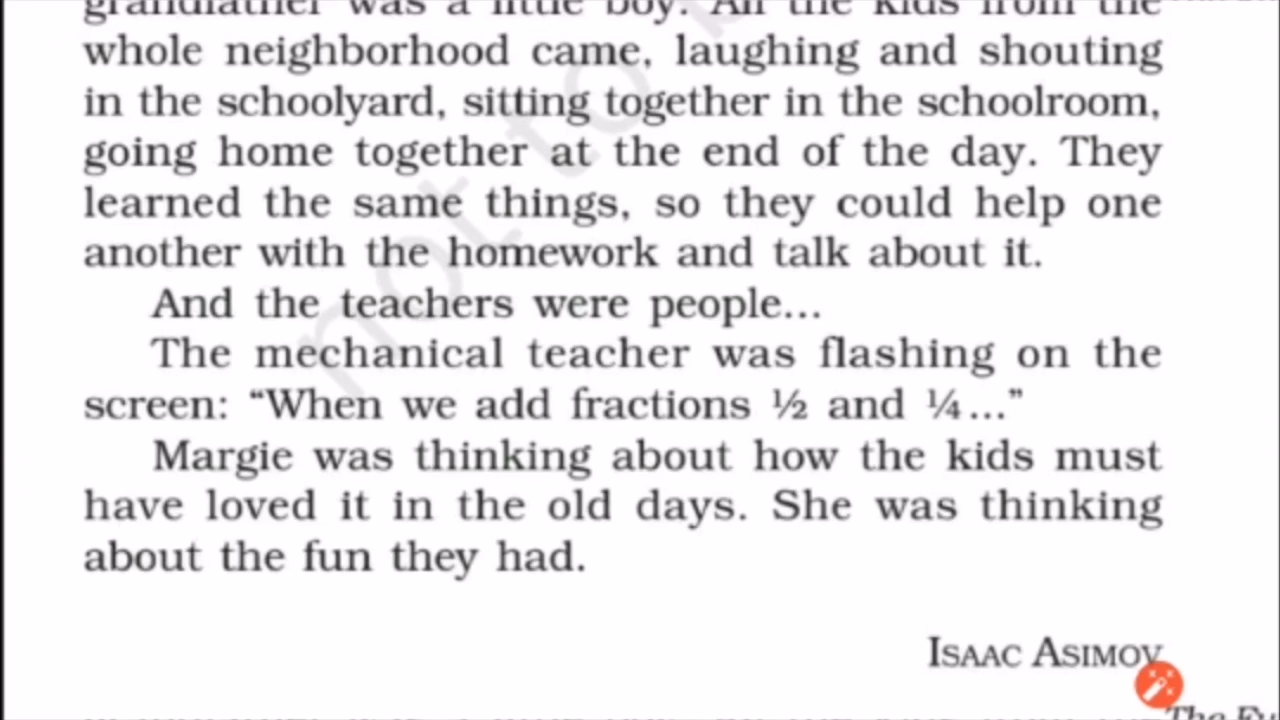 grandfather was a little boy. All the kids from the
whole neighborhood came, laughing and shouting
in the schoolyard, sitting together in the schoolroom,
going home together at the end of the day. They
learned the same things, so they could help one
another with the homework and talk about it.
And the teachers were people...
The mechanical teacher was flashing on the
screen: “When we add fractions ½ and ¼...”
Margie was thinking about how the kids must
have loved it in the old days. She was thinking
about the fun they had.
ISAAC ASIMOV
not to
The